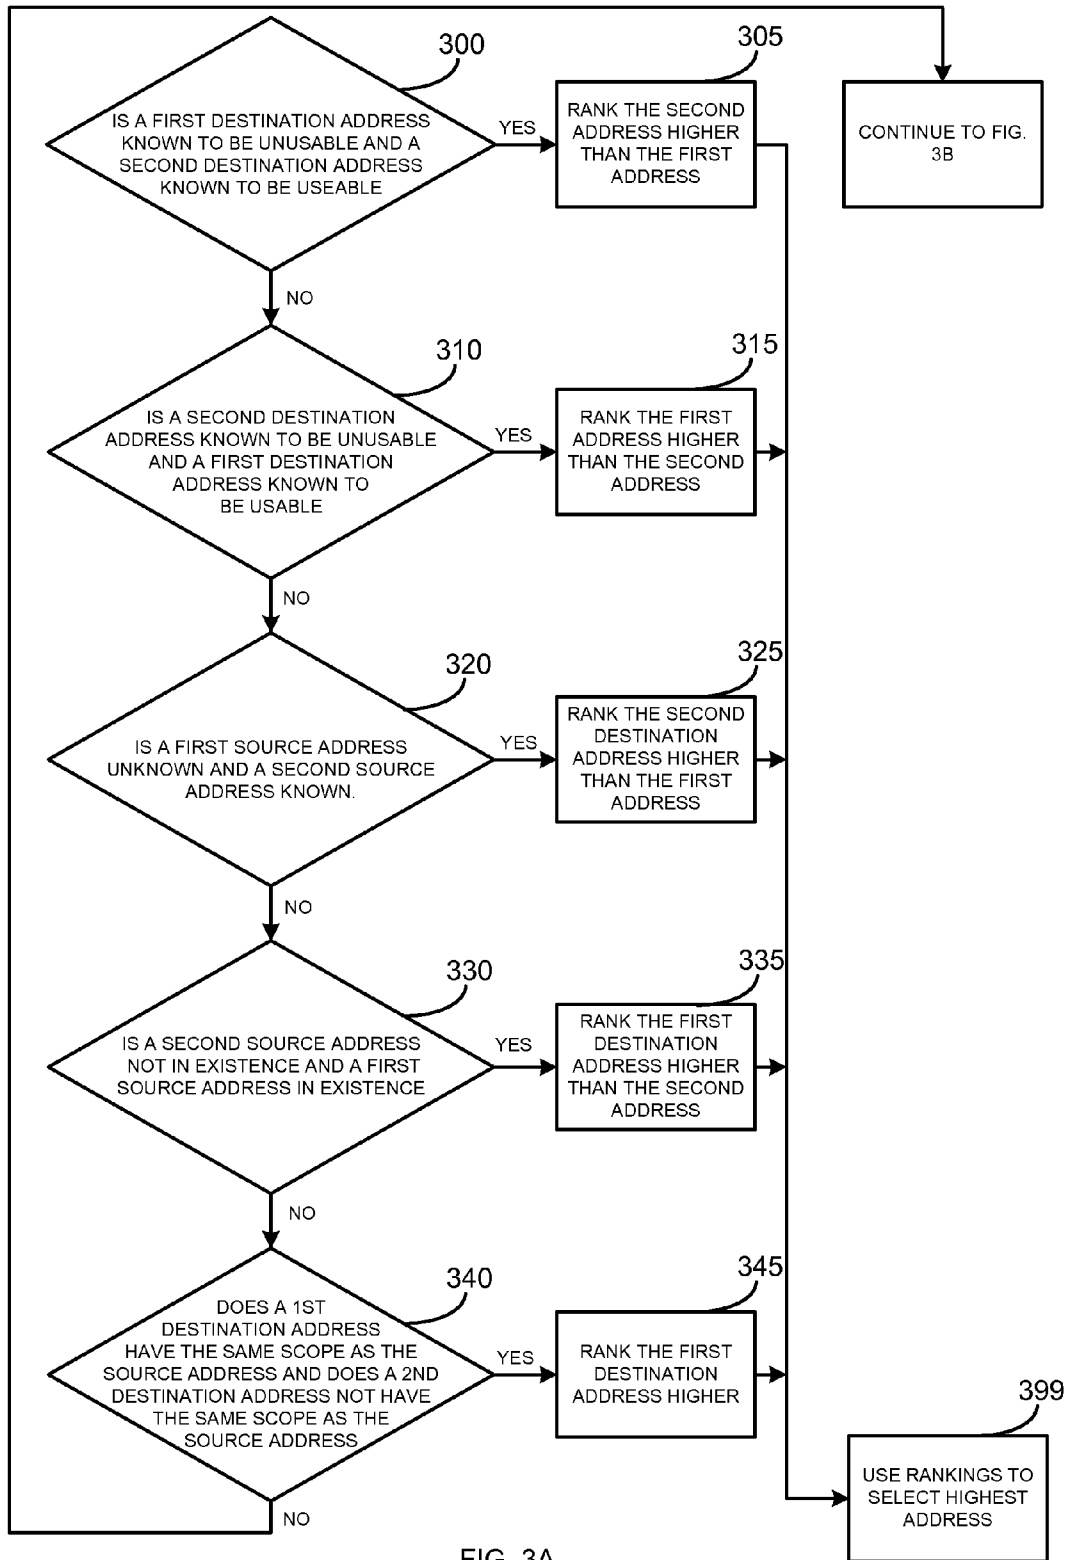 300
IS A FIRST DESTINATION ADDRESS
KNOWN TO BE UNUSABLE AND A
SECOND DESTINATION ADDRESS
KNOWN TO BE USEABLE
YES
305
RANK THE SECOND
ADDRESS HIGHER
THAN THE FIRST
ADDRESS
CONTINUE TO FIG.
3B
NO
310
IS A SECOND DESTINATION
ADDRESS KNOWN TO BE UNUSABLE
AND A FIRST DESTINATION
ADDRESS KNOWN TO
BE USABLE
YES
315
RANK THE FIRST
ADDRESS HIGHER
THAN THE SECOND
ADDRESS
NO
320
IS A FIRST SOURCE ADDRESS
UNKNOWN AND A SECOND SOURCE
ADDRESS KNOWN.
YES
325
RANK THE SECOND
DESTINATION
ADDRESS HIGHER
THAN THE FIRST
ADDRESS
NO
330
IS A SECOND SOURCE ADDRESS
NOT IN EXISTENCE AND A FIRST
SOURCE ADDRESS IN EXISTENCE
YES
335
RANK THE FIRST
DESTINATION
ADDRESS HIGHER
THAN THE SECOND
ADDRESS
NO
340
DOES A 1ST
DESTINATION ADDRESS
HAVE THE SAME SCOPE AS THE
SOURCE ADDRESS AND DOES A 2ND
DESTINATION ADDRESS NOT HAVE
THE SAME SCOPE AS THE
SOURCE ADDRESS
YES
345
RANK THE FIRST
DESTINATION
ADDRESS HIGHER
NO
399
USE RANKINGS TO
SELECT HIGHEST
ADDRESS
FIG. 3A